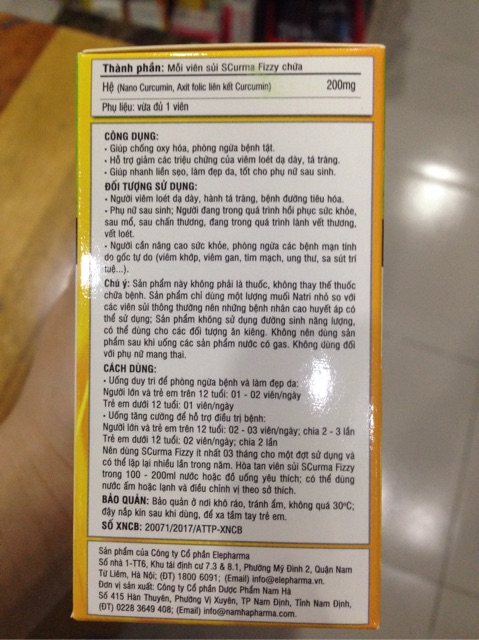 Thành phần: Mỗi viên sủi SCurma Fizzy chứa
Hệ (Nano Curcumin, Axit folic liên kết Curcumin) 200mg
Phụ liệu: vừa đủ 1 viên
CÔNG DỤNG:
- Giúp chống oxy hóa, phòng ngừa bệnh tật.
- Hỗ trợ giảm các triệu chứng của viêm loét dạ dày, tá tràng.
- Giúp nhanh liền sẹo, làm đẹp da, tốt cho phụ nữ sau sinh.
ĐỐI TƯỢNG SỬ DỤNG:
- Người viêm loét dạ dày, hành tá tràng, bệnh đường tiêu hóa.
- Phụ nữ sau sinh; Người đang trong quá trình hồi phục sức khỏe,
sau mổ, sau chấn thương, đang trong quá trình lành vết thương,
vết loét.
- Người cần nâng cao sức khỏe, phòng ngừa các bệnh mạn tính
do gốc tự do (viêm khớp, viêm gan, tim mạch, ung thư, sa sút trí
tuệ...).
Chú ý: Sản phẩm này không phải là thuốc, không thay thế thuốc
chữa bệnh. Sản phẩm chỉ dùng một lượng muối Natri nhỏ so với
các viên sủi thông thường nên những bệnh nhân cao huyết áp có
thể sử dụng; Sản phẩm không sử dụng đường sinh năng lượng,
có thể dùng cho các đối tượng ăn kiêng. Không nên dùng sản
phẩm sau khi uống các sản phẩm nước có gas. Không dùng đối
với phụ nữ mang thai.
CÁCH DÙNG:
- Uống duy trì để phòng ngừa bệnh và làm đẹp da:
Người lớn và trẻ em trên 12 tuổi: 01 - 02 viên/ngày
Trẻ em dưới 12 tuổi: 01 viên/ngày
- Uống tăng cường để hỗ trợ điều trị bệnh:
Người lớn và trẻ em trên 12 tuổi: 02 - 03 viên/ngày; chia 2 - 3 lần
Trẻ em dưới 12 tuổi: 02 viên/ngày; chia 2 lần
Nên dùng SCurma Fizzy ít nhất 03 tháng cho một đợt sử dụng và
có thể lặp lại nhiều lần trong năm. Hòa tan viên sủi SCurma Fizzy
trong 100 - 200ml nước hoặc đồ uống yêu thích; có thể dùng
nước ấm hoặc lạnh và điều chỉnh vị theo sở thích.
BẢO QUẢN: Bảo quản ở nơi khô ráo, tránh ẩm, không quá 30°C;
đậy nắp kín sau khi dùng, để xa tầm tay trẻ em.
SỐ XNCB: 20071/2017/ATTP-XNCB
Sản phẩm của Công ty Cổ phần Elepharma
Số nhà 1-TT6, Khu tái định cư 7.3 & 8.1, Phường Mỹ Đình 2, Quận Nam
Từ Liêm, Hà Nội; (ĐT) 1800 6091; (Email) info@elepharma.vn.
Đơn vị sản xuất: Công ty Cổ phần Dược Phẩm Nam Hà
Số 415 Hàn Thuyên, Phường Vị Xuyên, TP Nam Định, Tỉnh Nam Định,
(ĐT) 0228 3649 408; (Email) info@namhapharma.com